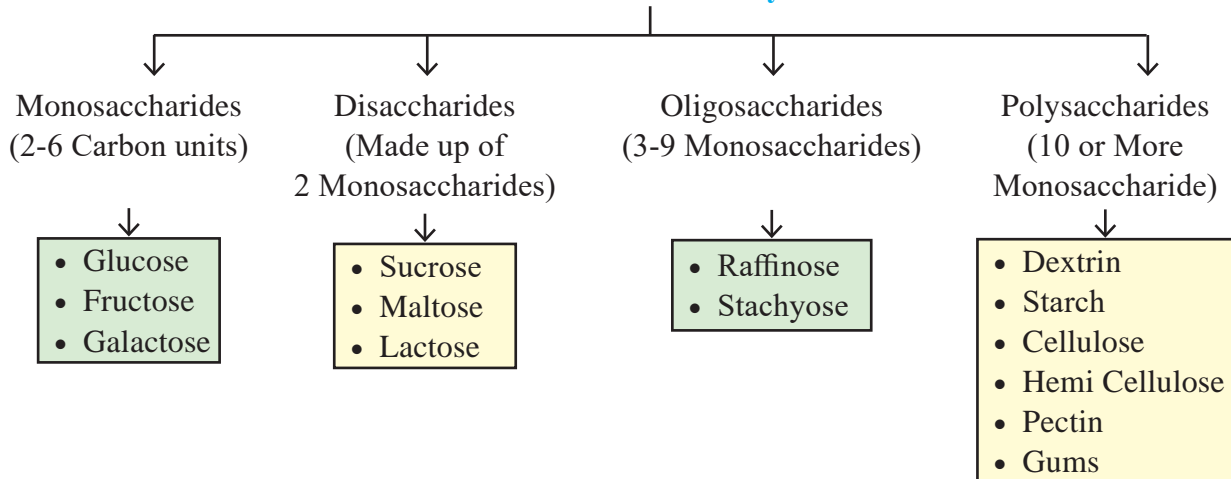 Monosaccharides
(2-6 Carbon units)
• Glucose
• Fructose
• Galactose
Disaccharides
(Made up of
2 Monosaccharides)
• Sucrose
• Maltose
• Lactose
Oligosaccharides
(3-9 Monosaccharides)
• Raffinose
• Stachyose
Polysaccharides
(10 or More
Monosaccharide)
• Dextrin
• Starch
• Cellulose
• Hemi Cellulose
• Pectin
• Gums